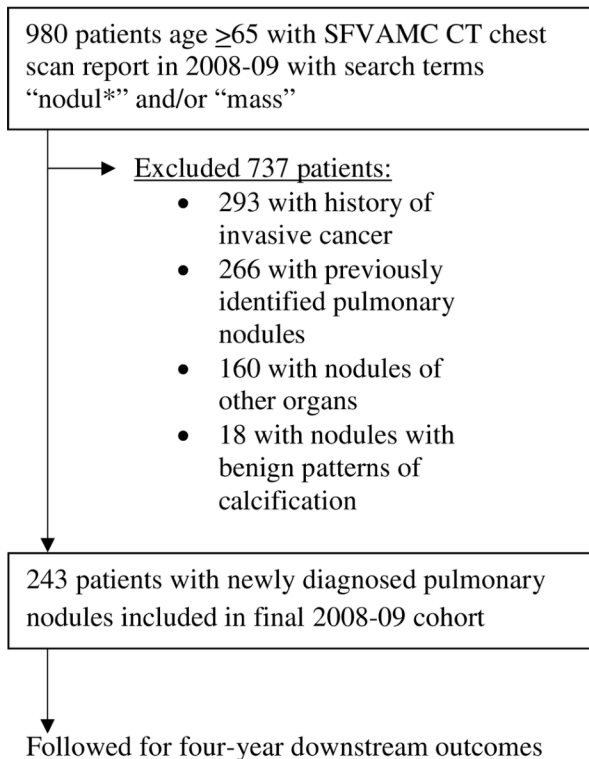 980 patients age ≥65 with SFVAMC CT chest
scan report in 2008-09 with search terms
“nodul*” and/or “mass”
Excluded 737 patients:
• 293 with history of
invasive cancer
• 266 with previously
identified pulmonary
nodules
• 160 with nodules of
other organs
• 18 with nodules with
benign patterns of
calcification
243 patients with newly diagnosed pulmonary
nodules included in final 2008-09 cohort
Followed for four-year downstream outcomes